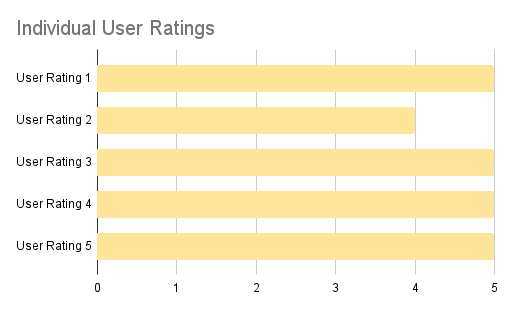 Individual User Ratings
User Rating 1
User Rating 2
User Rating 3
User Rating 4
User Rating 5
0 1 2 3 4 5